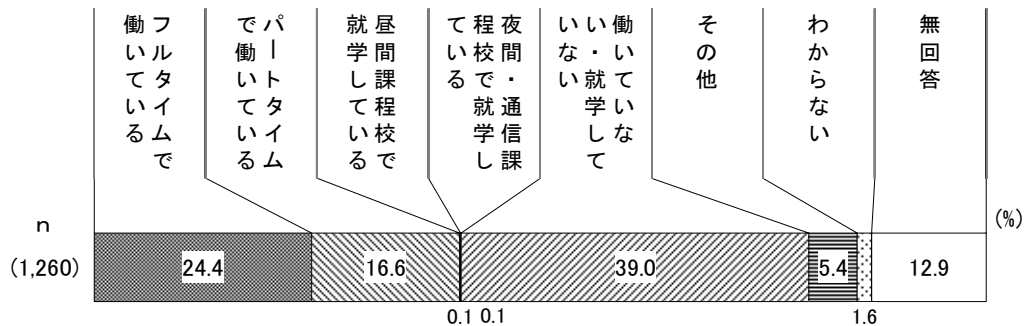 フルタイムで
働いている
パートタイム
で働いている
昼間課程校で
就学している
夜間・通信課
程校で就学し
ている
働いていな
い・就学して
いない
その他
わからない
無回答
(%)
n
(1,260)
24.4
16.6
39.0
5.4
12.9
0.1
0.1
1.6